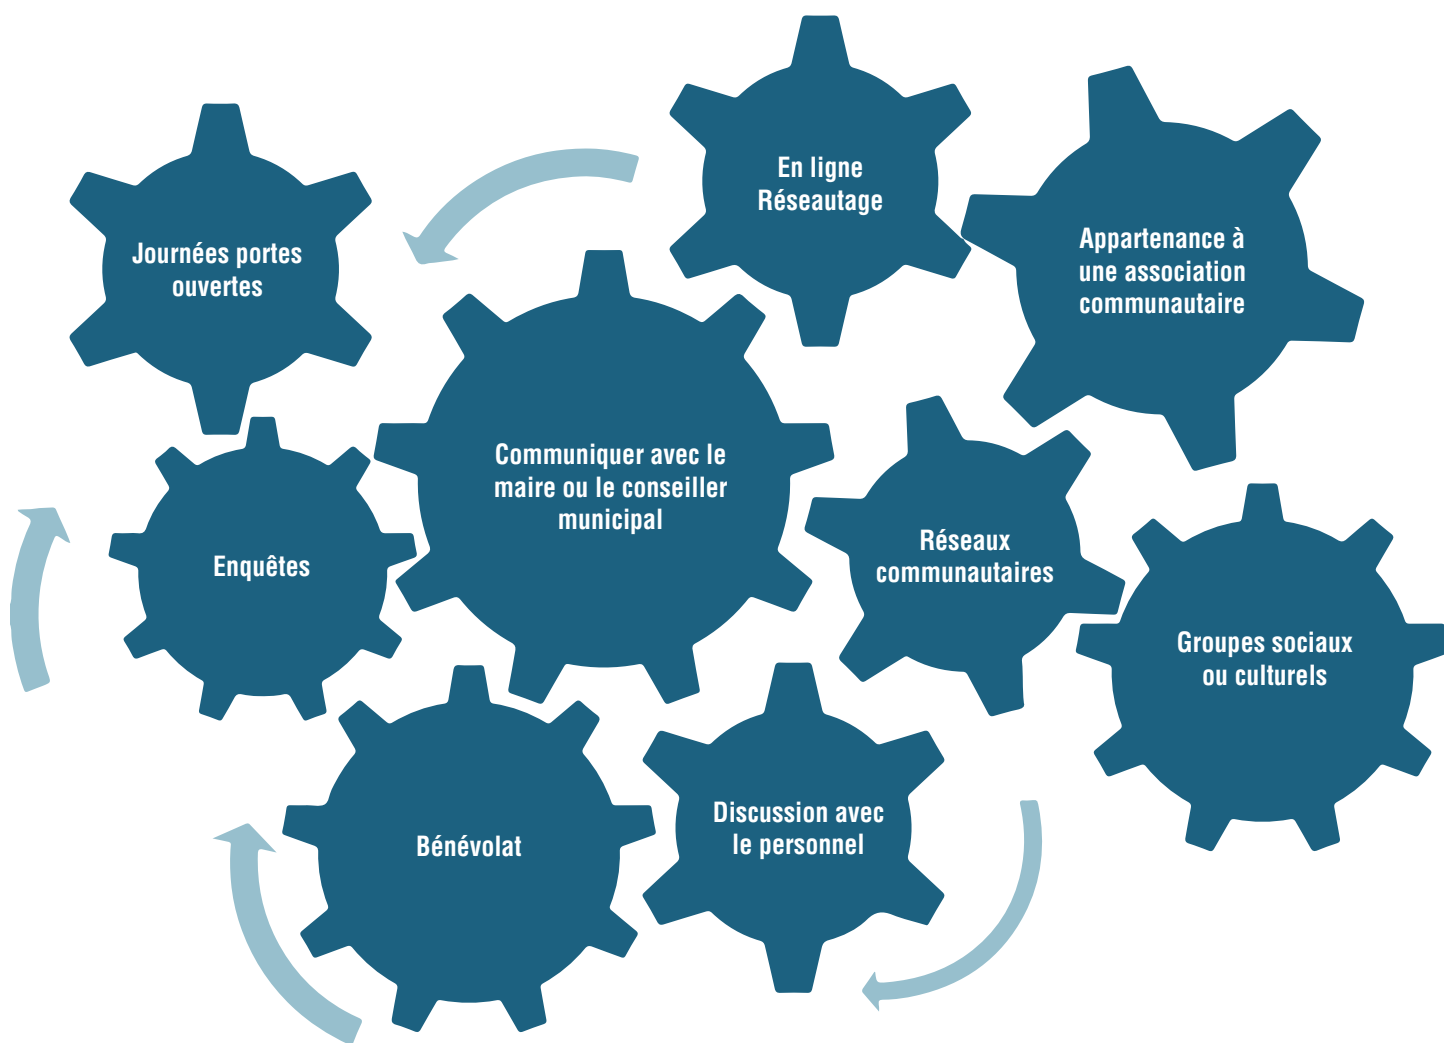 En ligne
Réseautage
Journées portes
ouvertes
Appartenance à
une association
communautaire
Communiquer avec le
maire ou le conseiller
municipal
Enquêtes
Réseaux
communautaires
Groupes sociaux
ou culturels
Bénévolat
Discussion avec
le personnel